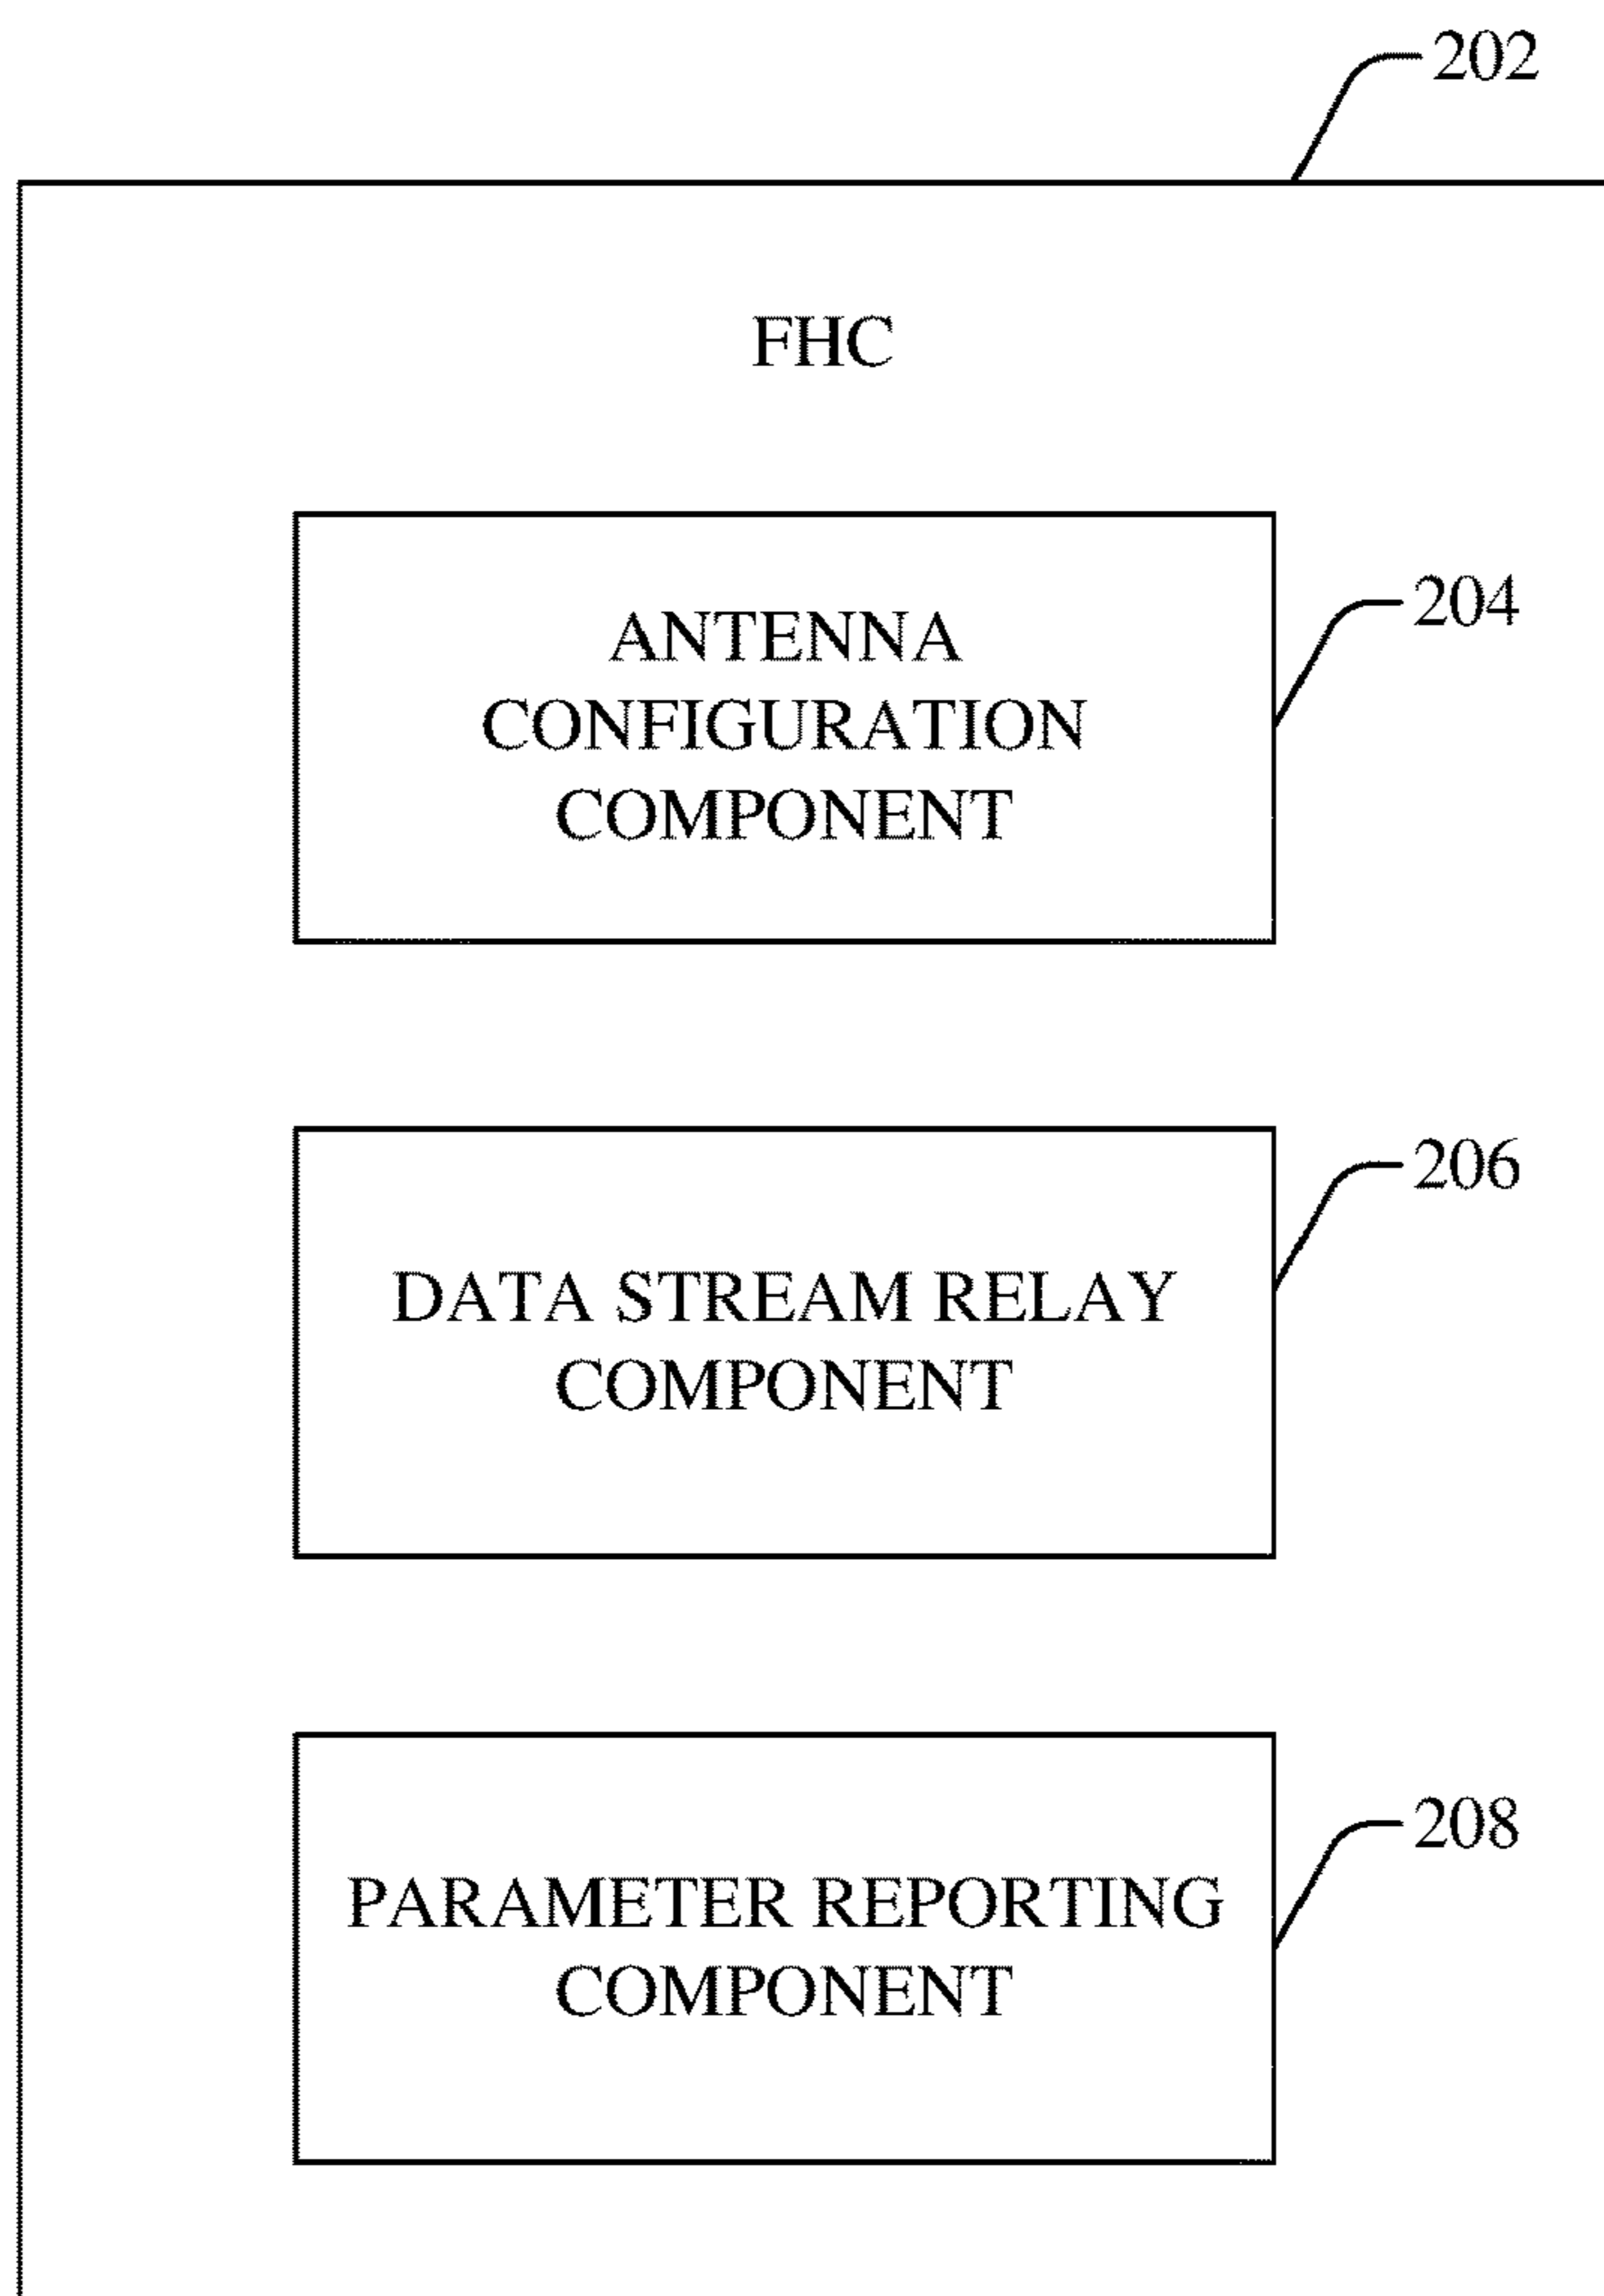 202
FHC
ANTENNA
CONFIGURATION
COMPONENT
204
DATA STREAM RELAY
COMPONENT
206
PARAMETER REPORTING
COMPONENT
208